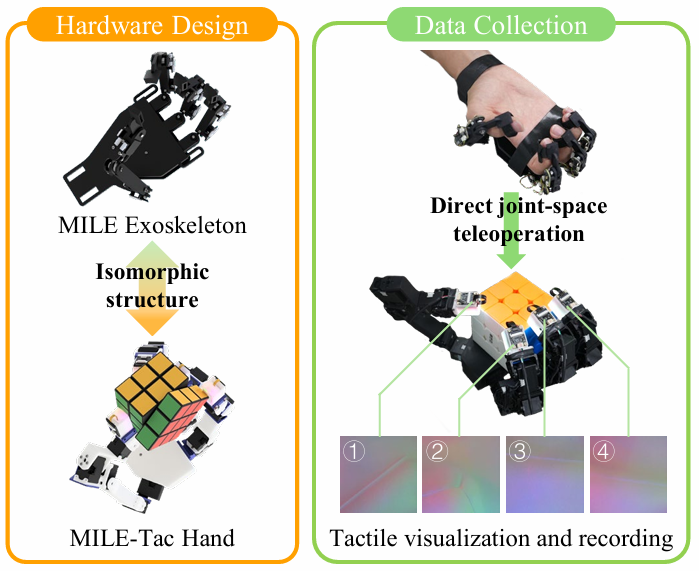 Hardware Design
MILE Exoskeleton
Isomorphic
structure
MILE-Tac Hand
Data Collection
Direct joint-space
teleoperation
① ② ③ ④
Tactile visualization and recording